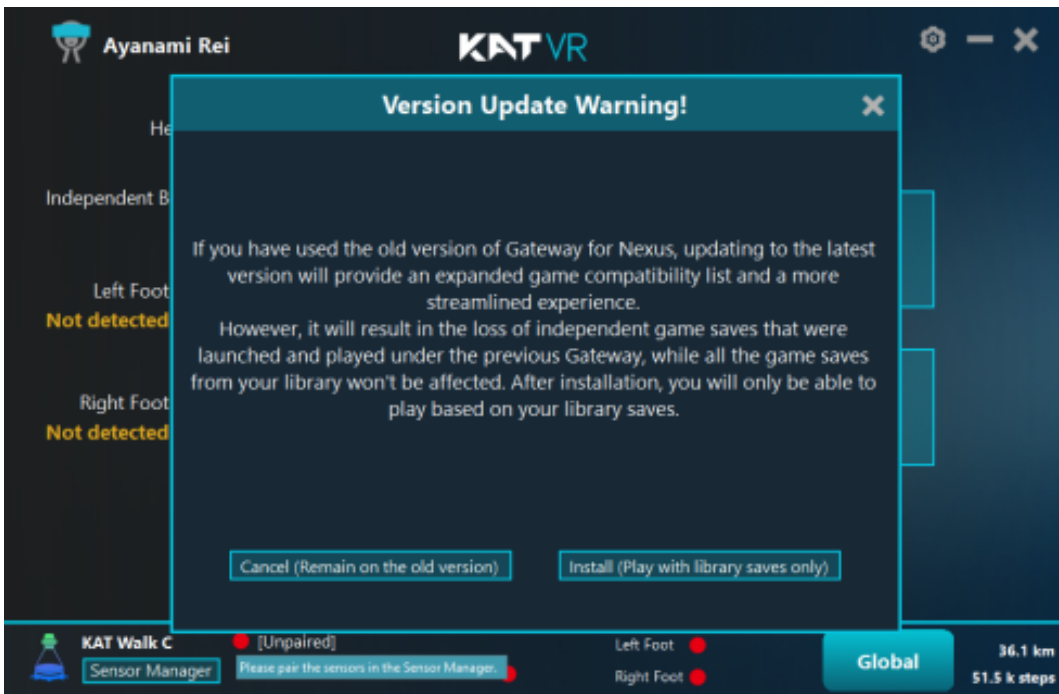 Ayanami Rei
KAT VR
Version Update Warning!
He
Independent B
If you have used the old version of Gateway for Nexus, updating to the latest
version will provide an expanded game compatibility list and a more
streamlined experience.
Left Foot
Not detected
However, it will result in the loss of independent game saves that were
launched and played under the previous Gateway, while all the game saves
from your library won't be affected. After installation, you will only be able to
play based on your library saves.
Right Foot
Not detected
Cancel (Remain on the old version)
Install (Play with library saves only)
KAT Walk C
[Unpaired]
Sensor Manager
Please pair the sensors in the Sensor Manager.
Left Foot
Right Foot
Global
36.1 km
51.5 k steps